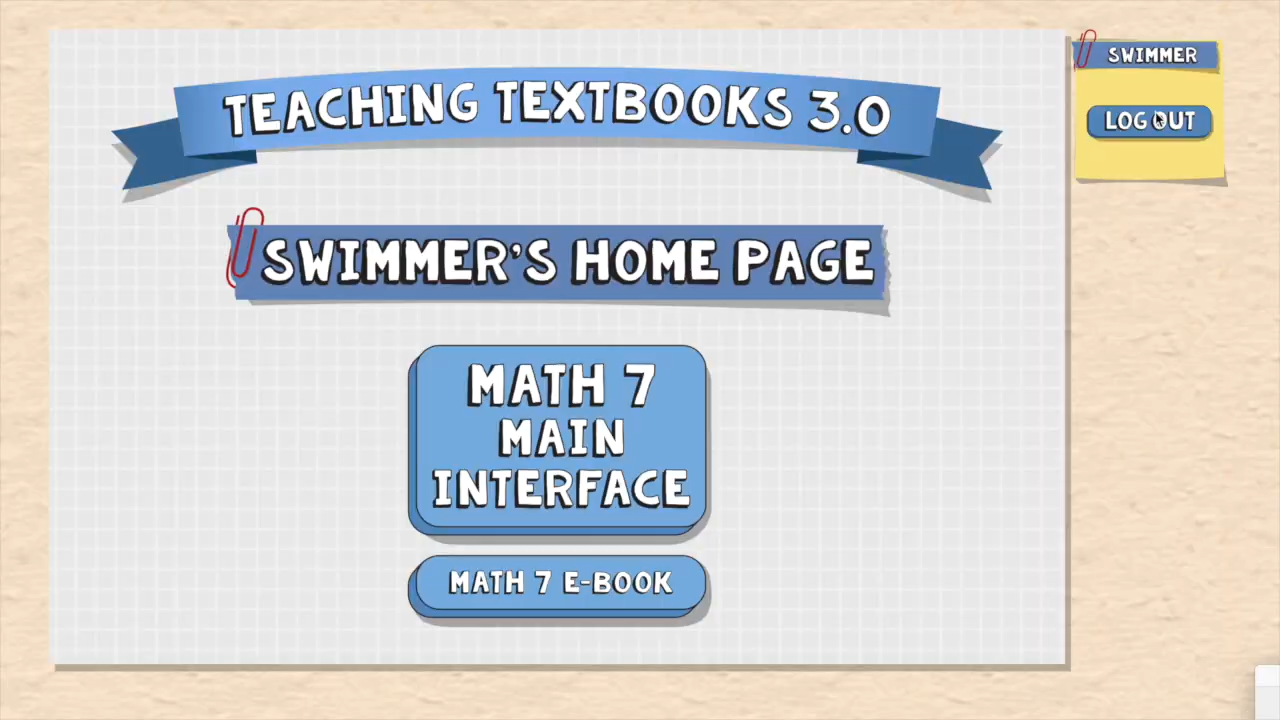 TEACHING TEXTBOOKS 3.0
SWIMMER
LOG OUT
SWIMMER'S HOME PAGE
MATH 7
MAIN
INTERFACE
MATH 7 E-BOOK